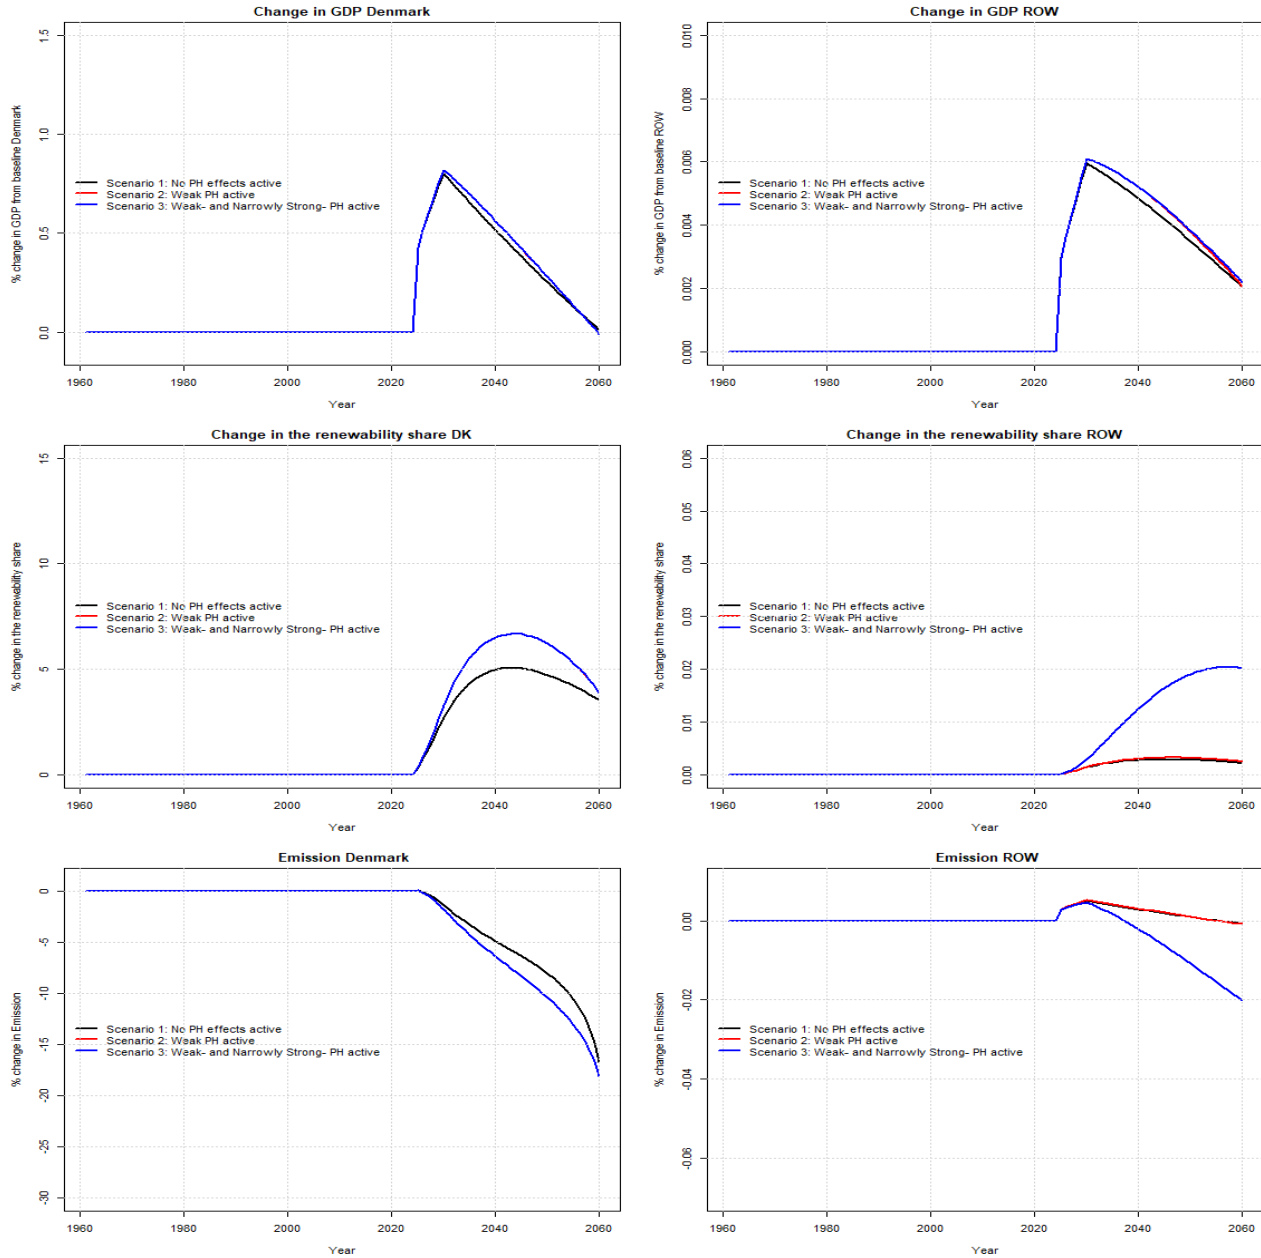 Change in GDP Denmark
% change in GDP from baseline Denmark
1.5
1.0
0.5
0.0
Scenario 1: No PH effects active
Scenario 2: Weak PH active
Scenario 3: Weak- and Narrowly Strong- PH active
1960 1980 2000 2020 2040 2060
Year
Change in GDP ROW
% change in GDP from baseline ROW
0.010
0.008
0.006
0.004
0.002
0.000
Scenario 1: No PH effects active
Scenario 2: Weak PH active
Scenario 3: Weak- and Narrowly Strong- PH active
1960 1980 2000 2020 2040 2060
Year
Change in the renewability share DK
% change in the renewability share
15
10
5
0
Scenario 1: No PH effects active
Scenario 2: Weak PH active
Scenario 3: Weak- and Narrowly Strong- PH active
1960 1980 2000 2020 2040 2060
Year
Change in the renewability share ROW
% change in the renewability share
0.06
0.05
0.04
0.03
0.02
0.01
0.00
Scenario 1: No PH effects active
Scenario 2: Weak PH active
Scenario 3: Weak- and Narrowly Strong- PH active
1960 1980 2000 2020 2040 2060
Year
Emission Denmark
% change in Emission
0
-5
-10
-15
-20
-25
-30
Scenario 1: No PH effects active
Scenario 2: Weak PH active
Scenario 3: Weak- and Narrowly Strong- PH active
1960 1980 2000 2020 2040 2060
Year
Emission ROW
% change in Emission
0.00
-0.02
-0.04
-0.06
Scenario 1: No PH effects active
Scenario 2: Weak PH active
Scenario 3: Weak- and Narrowly Strong- PH active
1960 1980 2000 2020 2040 2060
Year